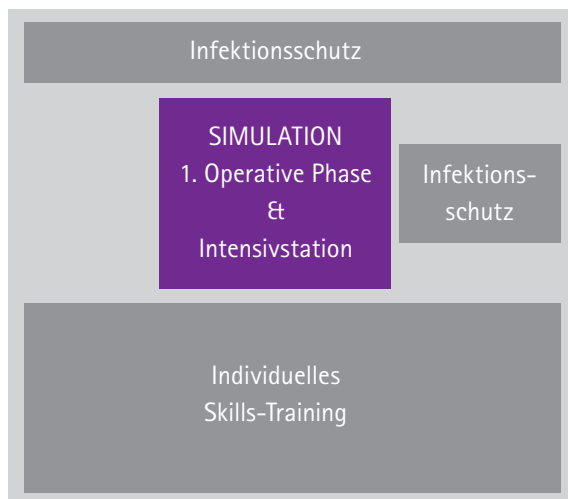 Infektionsschutz
SIMULATION
1. Operative Phase
&
Intensivstation
Infektions-
schutz
Individuelles
Skills-Training